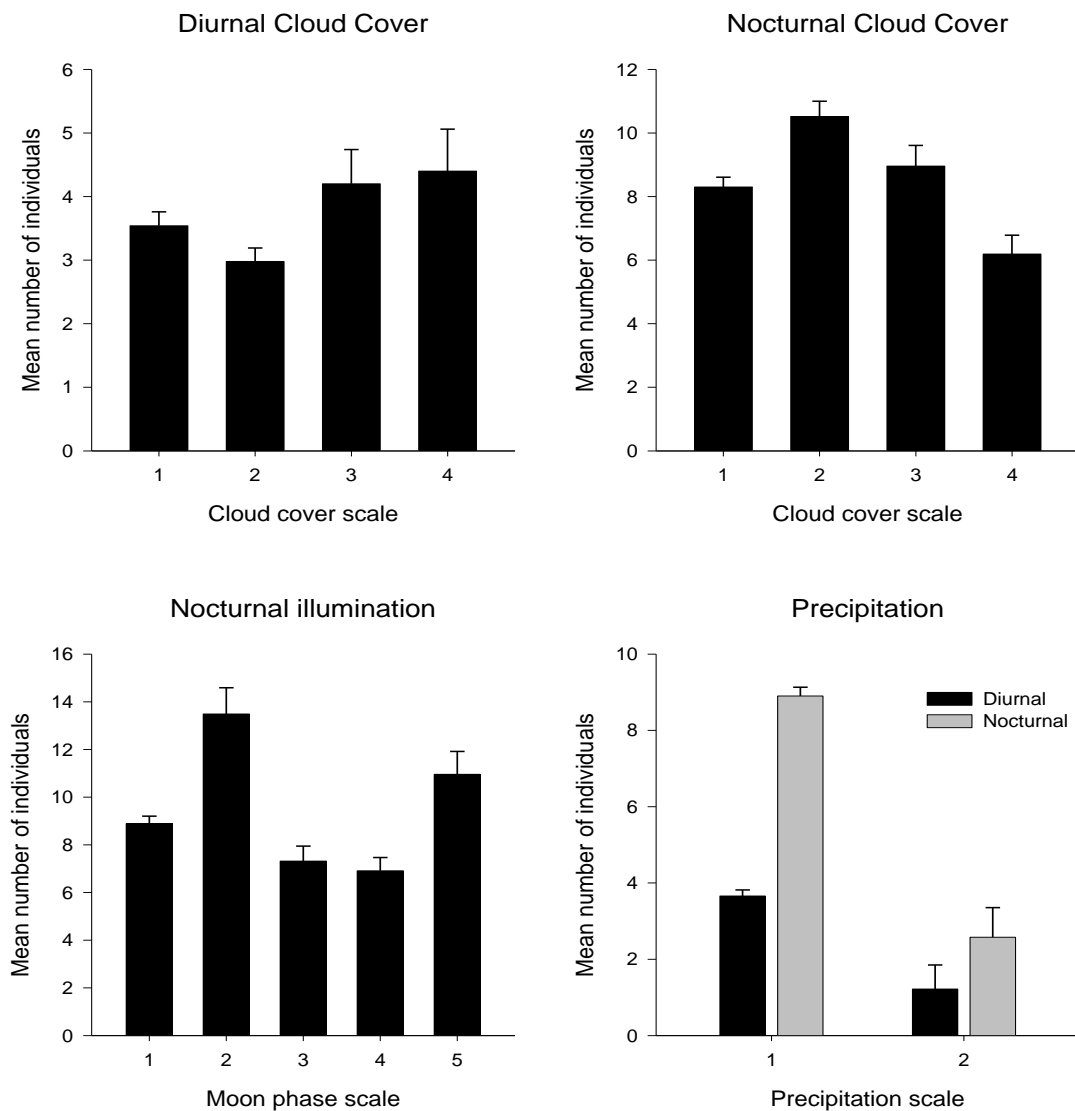 Diurnal Cloud Cover
Mean number of individuals
6
5
4
3
2
1
0
1 2 3 4
Cloud cover scale
Nocturnal Cloud Cover
Mean number of individuals
12
10
8
6
4
2
0
1 2 3 4
Cloud cover scale
Nocturnal illumination
Mean number of individuals
16
14
12
10
8
6
4
2
0
1 2 3 4 5
Moon phase scale
Precipitation
Mean number of individuals
10
8
6
4
2
0
Diurnal
Nocturnal
1 2
Precipitation scale